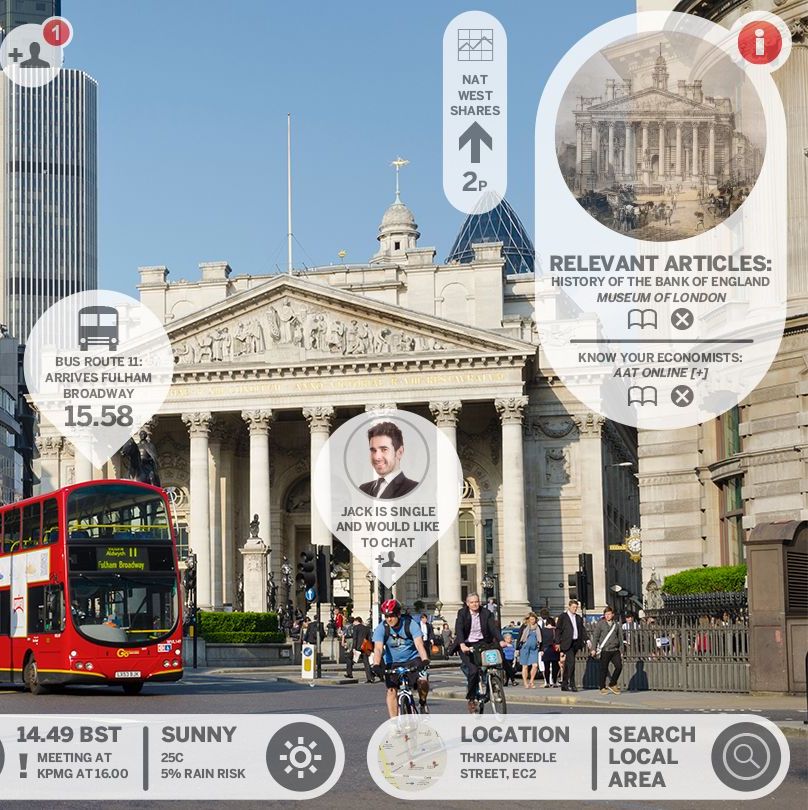 1
NAT
WEST
SHARES
2P
i
RELEVANT ARTICLES:
HISTORY OF THE BANK OF ENGLAND
MUSEUM OF LONDON
KNOW YOUR ECONOMISTS:
AAT ONLINE [+]
BUS ROUTE 11:
ARRIVES FULHAM
BROADWAY
15.58
JACK IS SINGLE
AND WOULD LIKE
TO CHAT
Aldwych 11
Fulham Broadway
14.49 BST
! MEETING AT
KPMG AT 16.00
SUNNY
25C
5% RAIN RISK
LOCATION
THREADNEEDLE
STREET, EC2
SEARCH
LOCAL
AREA